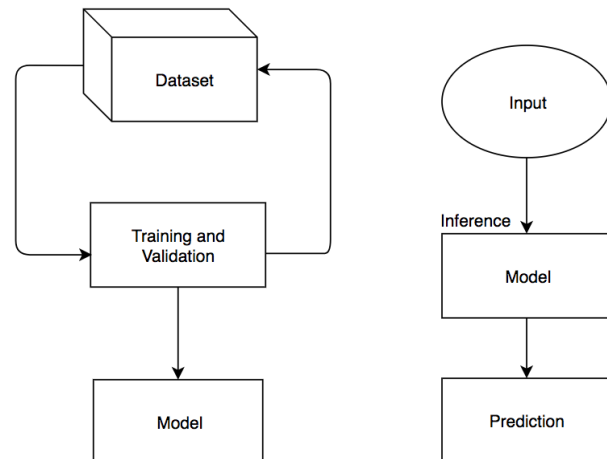 Dataset
Training and
Validation
Model
Input
Inference
Model
Prediction